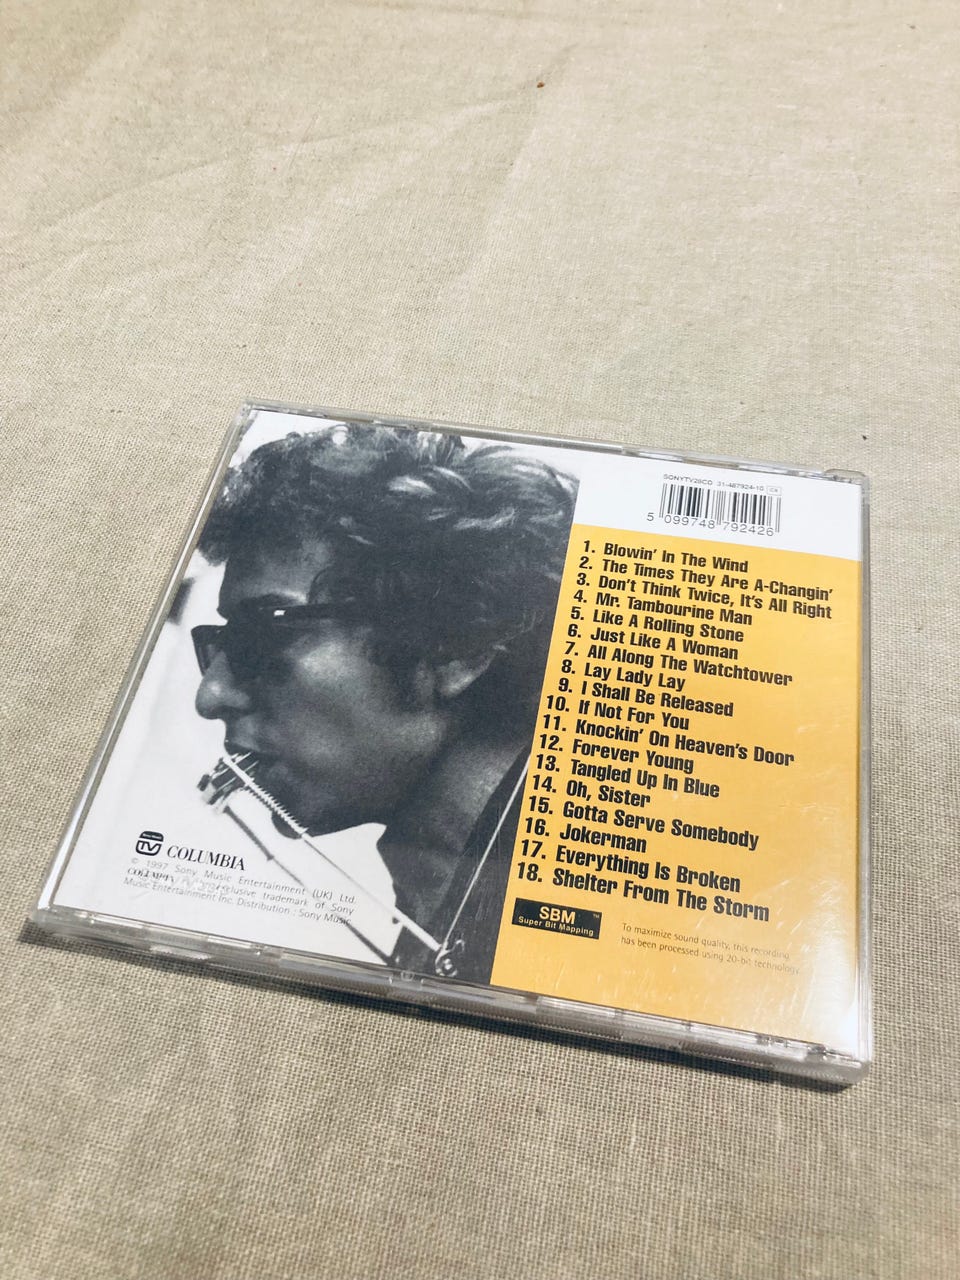 SONYTV28CD 31-487924-10 CB
5 099748 792426
1. Blowin' In The Wind
2. The Times They Are A-Changin'
3. Don't Think Twice, It's All Right
4. Mr. Tambourine Man
5. Like A Rolling Stone
6. Just Like A Woman
7. All Along The Watchtower
8. Lay Lady Lay
9. I Shall Be Released
10. If Not For You
11. Knockin' On Heaven's Door
12. Forever Young
13. Tangled Up In Blue
14. Oh, Sister
15. Gotta Serve Somebody
16. Jokerman
17. Everything Is Broken
18. Shelter From The Storm
SBM ™
Super Bit Mapping
To maximize sound quality, this recording
has been processed using 20-bit technology.
Sony Music
TV COLUMBIA
© 1997 Sony Music Entertainment (UK) Ltd.
COLUMBIA exclusive trademark of Sony
Music Entertainment Inc. Distribution : Sony Music